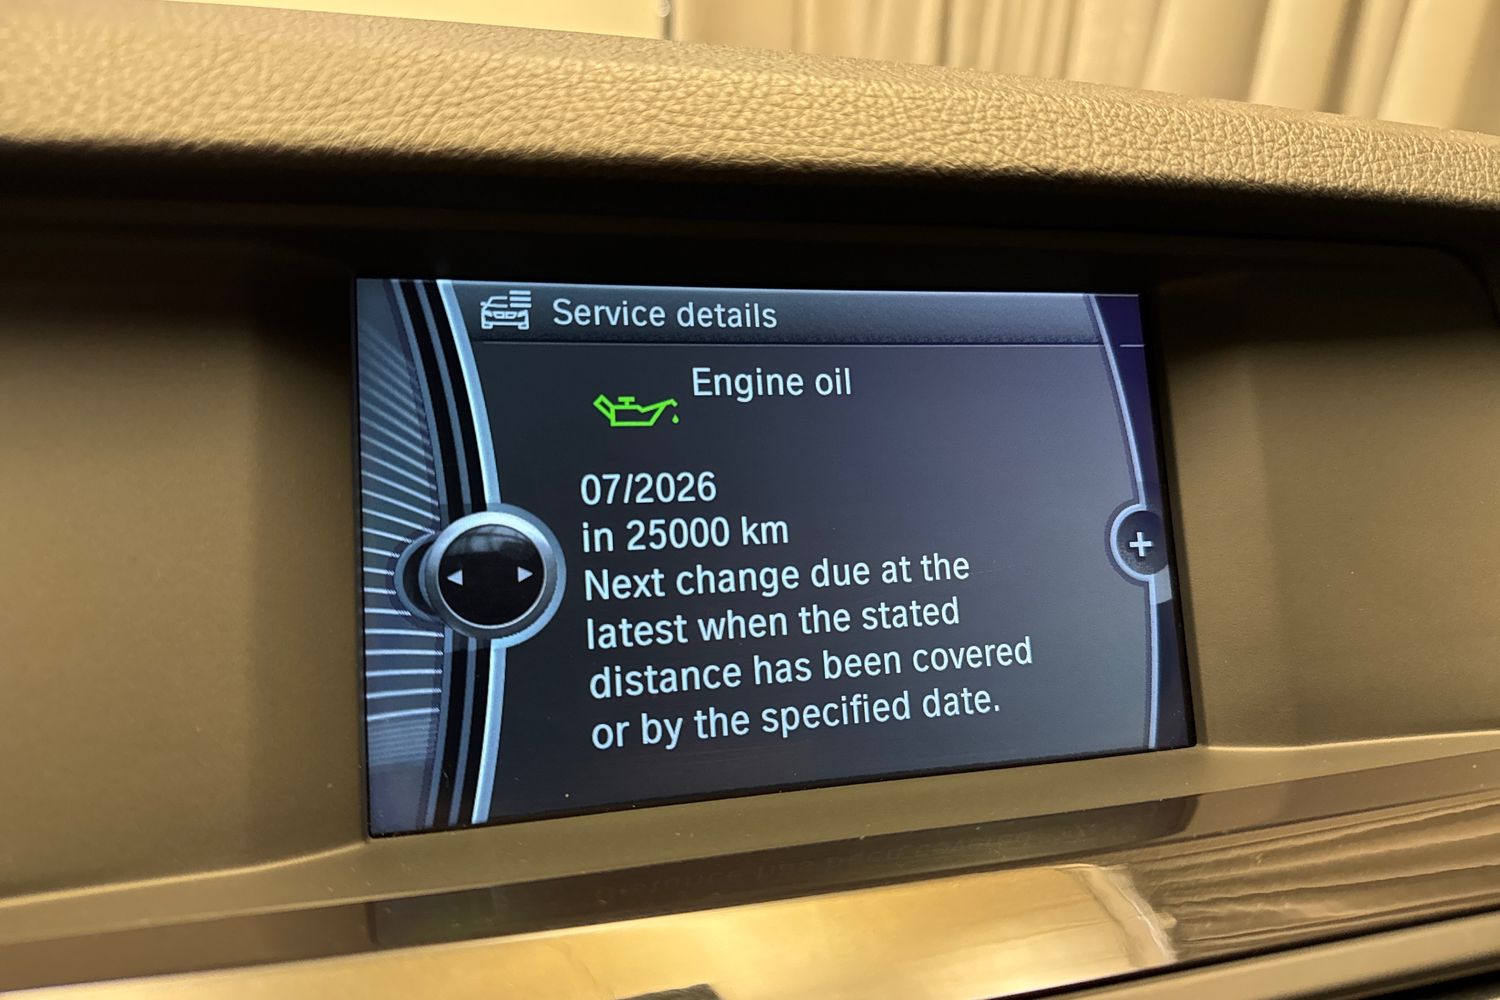 Service details
Engine oil
07/2026
in 25000 km
Next change due at the
latest when the stated
distance has been covered
or by the specified date.